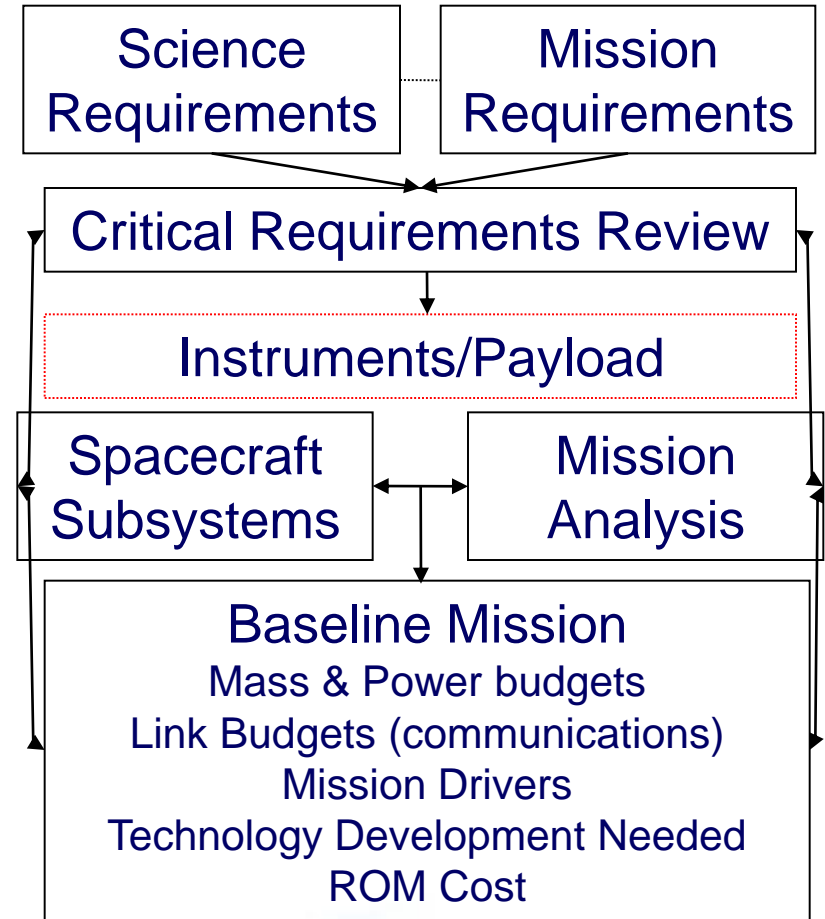 Science
Requirements
Mission
Requirements
Critical Requirements Review
Instruments/Payload
Spacecraft
Subsystems
Mission
Analysis
Baseline Mission
Mass & Power budgets
Link Budgets (communications)
Mission Drivers
Technology Development Needed
ROM Cost